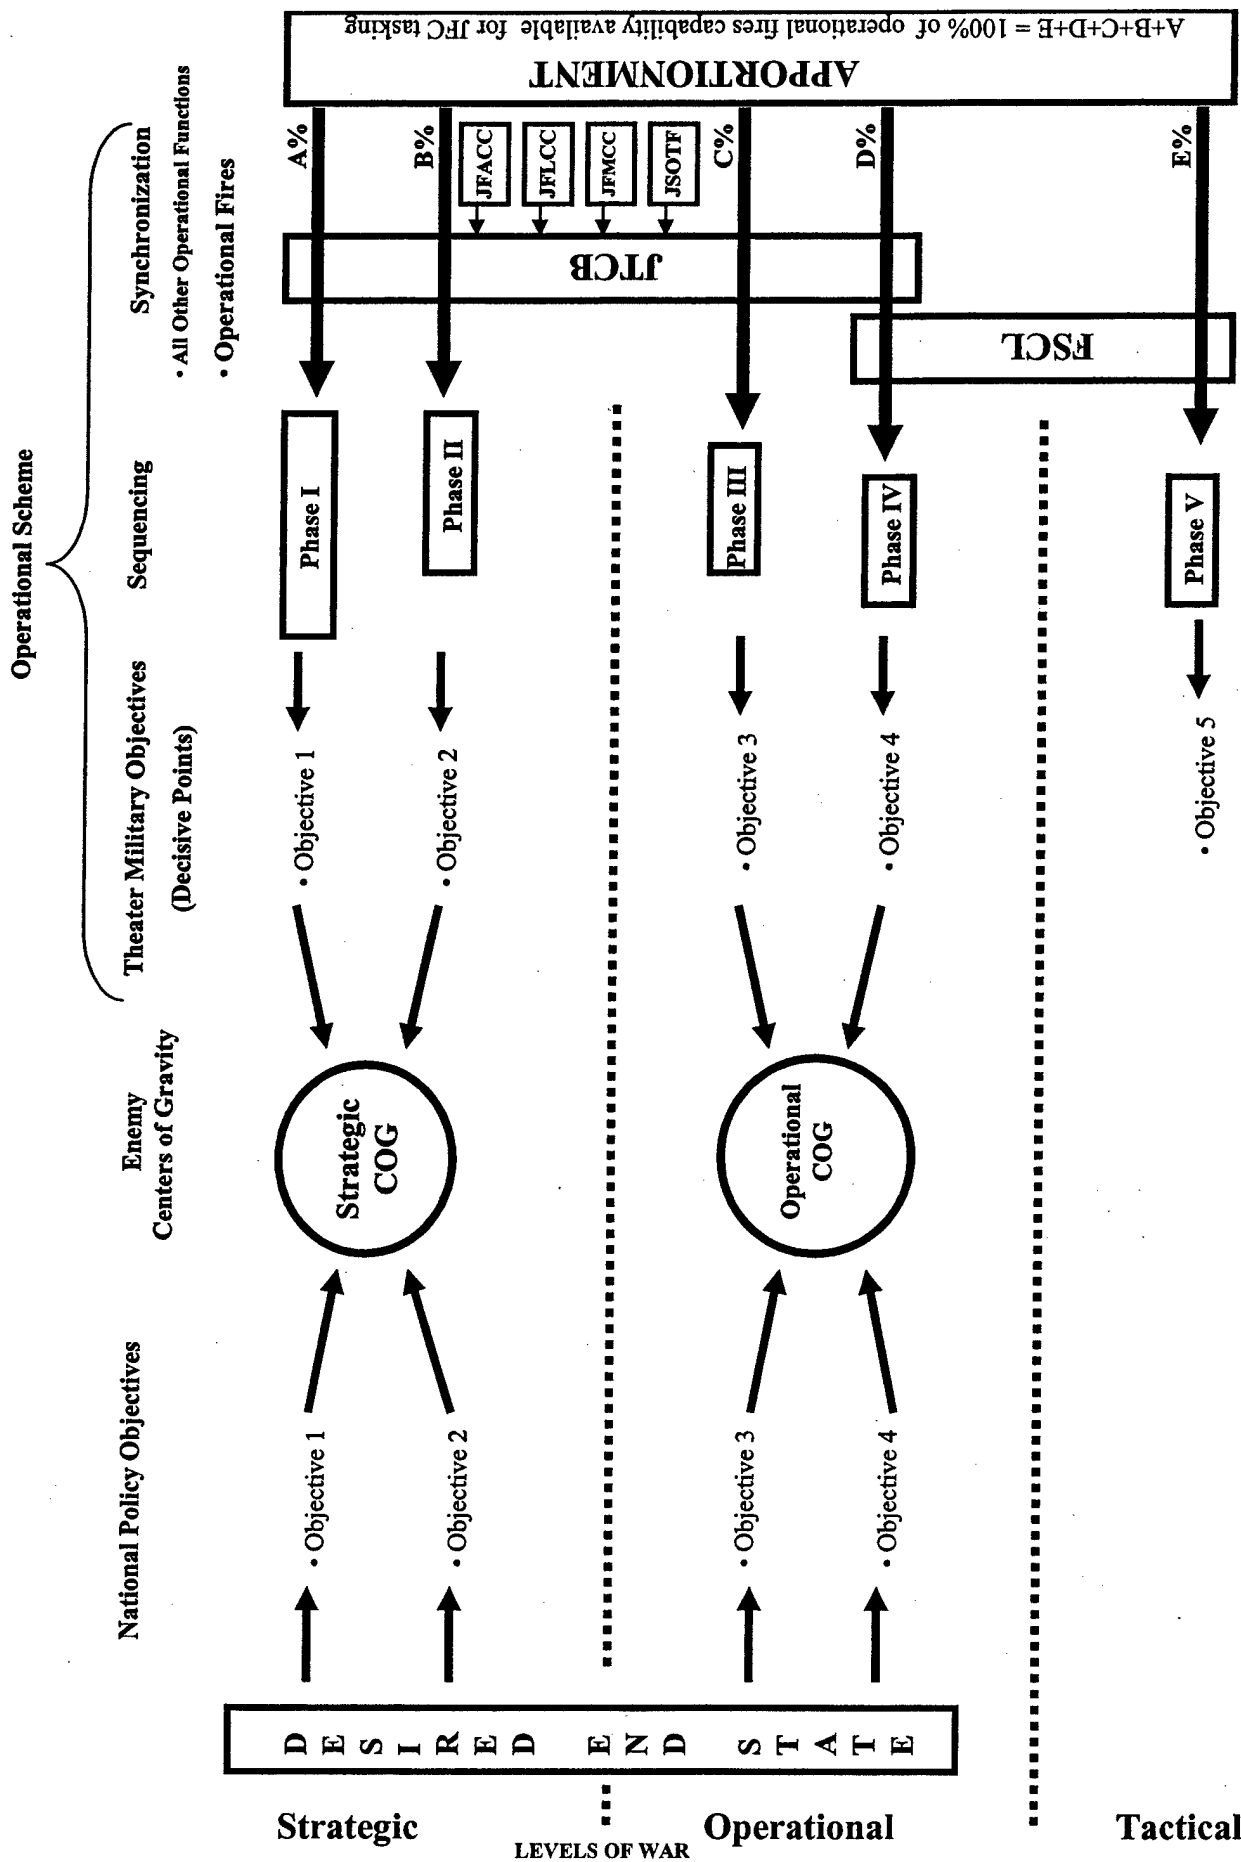 Operational Scheme
National Policy Objectives
Enemy
Centers of Gravity
Theater Military Objectives
(Decisive Points)
Sequencing
Synchronization
• All Other Operational Functions
• Operational Fires
Strategic
DESIRED END STATE
• Objective 1
• Objective 2
Strategic
COG
• Objective 1
• Objective 2
Phase I
Phase II
A%
B%
JFACC
JFLCC
JFMCC
JSOTF
JTCB
APPORTIONMENT
A+B+C+D+E = 100% of operational fires capability available for JFC tasking
LEVELS OF WAR
Operational
• Objective 3
• Objective 4
Operational
COG
• Objective 3
• Objective 4
Phase III
Phase IV
C%
D%
FSCL
Tactical
• Objective 5
Phase V
E%